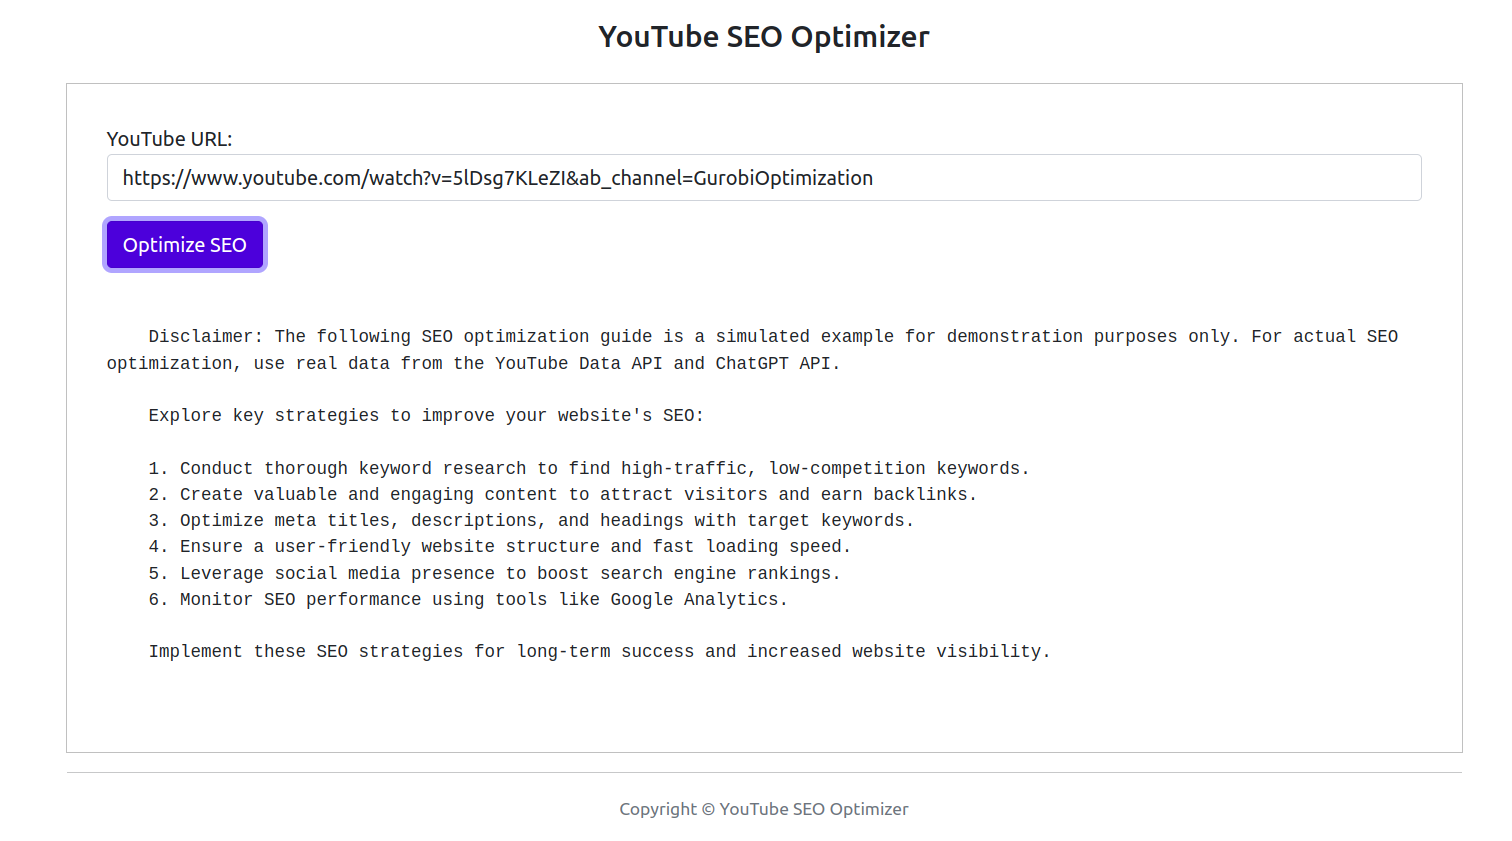 YouTube SEO Optimizer
YouTube URL:
https://www.youtube.com/watch?v=5lDsg7KLeZI&ab_channel=GurobiOptimization
Optimize SEO
Disclaimer: The following SEO optimization guide is a simulated example for demonstration purposes only. For actual SEO
optimization, use real data from the YouTube Data API and ChatGPT API.
Explore key strategies to improve your website's SEO:
1. Conduct thorough keyword research to find high-traffic, low-competition keywords.
2. Create valuable and engaging content to attract visitors and earn backlinks.
3. Optimize meta titles, descriptions, and headings with target keywords.
4. Ensure a user-friendly website structure and fast loading speed.
5. Leverage social media presence to boost search engine rankings.
6. Monitor SEO performance using tools like Google Analytics.
Implement these SEO strategies for long-term success and increased website visibility.
Copyright © YouTube SEO Optimizer